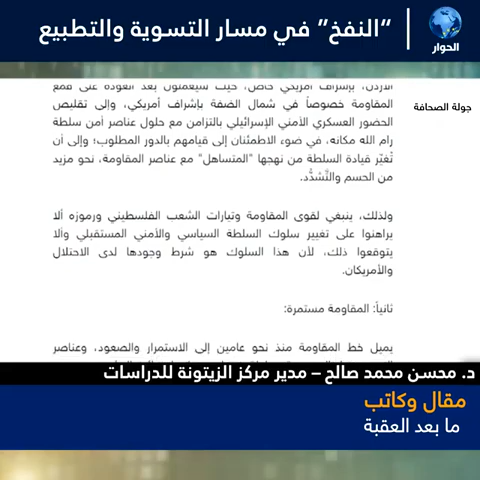 “النفخ” في مسار التسوية والتطبيع
الحوار
جولة الصحافة
الأردن، بإشراف أمريكي خاص، حيث سيعملون بعد العودة على قمع
المقاومة خصوصاً في شمال الضفة بإشراف أمريكي، وإلى تقليص
الحضور العسكري الأمني الإسرائيلي بالتزامن مع حلول عناصر أمن سلطة
رام الله مكانه، في ضوء الاطمئنان إلى قيامهم بالدور المطلوب؛ وإلى أن
تُغيّر قيادة السلطة من نهجها "المتساهل" مع عناصر المقاومة، نحو مزيد
من الحسم والتَّشدُّد.
ولذلك، ينبغي لقوى المقاومة وتيارات الشعب الفلسطيني ورموزه ألا
يراهنوا على تغيير سلوك السلطة السياسي والأمني المستقبلي وألا
يتوقعوا ذلك، لأن هذا السلوك هو شرط وجودها لدى الاحتلال
والأمريكان.
ثانياً: المقاومة مستمرة:
يميل خط المقاومة منذ نحو عامين إلى الاستمرار والصعود، وعناصر
د. محسن محمد صالح – مدير مركز الزيتونة للدراسات
مقال وكاتب
ما بعد العقبة